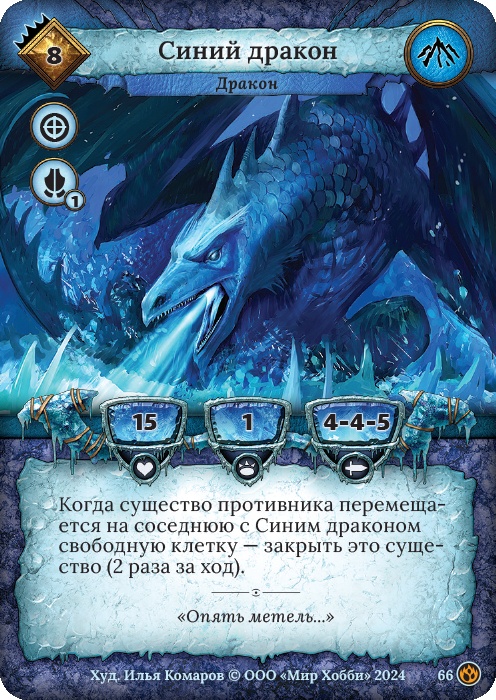 8
Синий дракон
Дракон
1
15
1
4-4-5
Когда существо противника перемеща-
ется на соседнюю с Синим драконом
свободную клетку — закрыть это суще-
ство (2 раза за ход).
«Опять метель...»
Худ. Илья Комаров © ООО «Мир Хобби» 2024
66